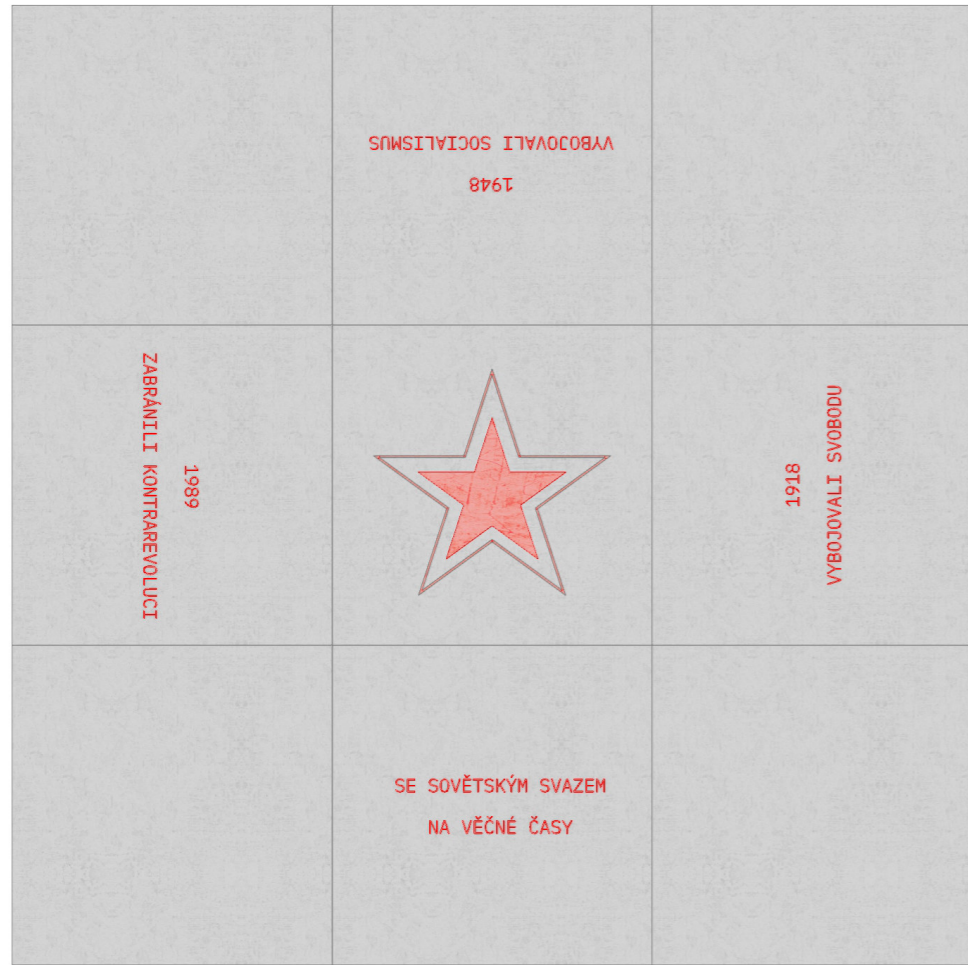 VYBOJOVALI SOCIALISMUS
1948
ZABRÁNILI KONTRAREVOLUCI
1989
1918
VYBOJOVALI SVOBODU
SE SOVĚTSKÝM SVAZEM
NA VĚČNÉ ČASY